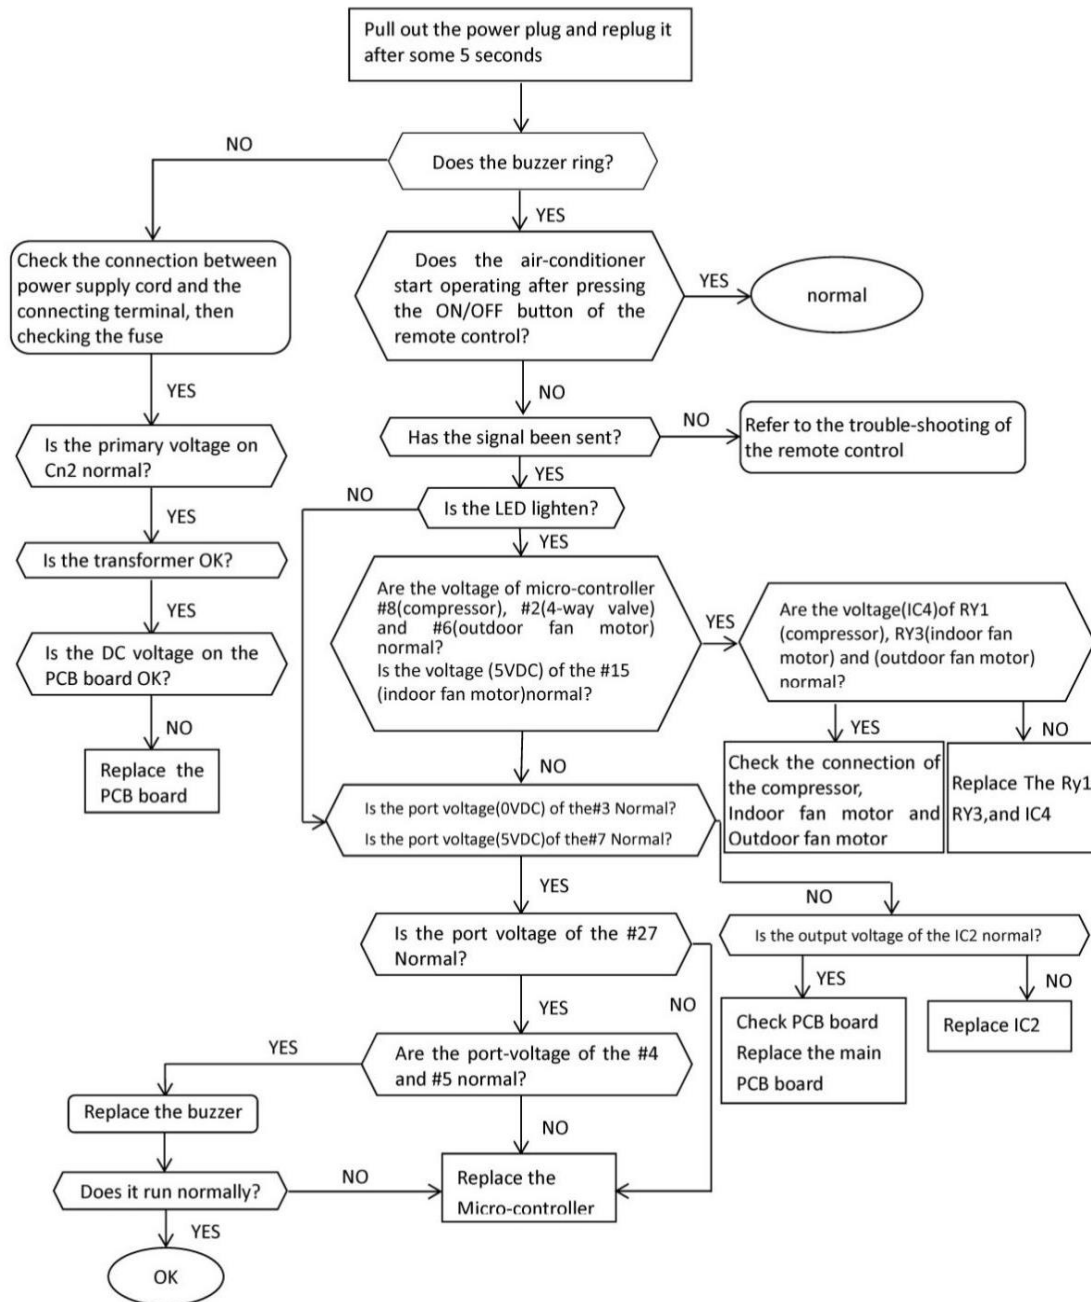 Pull out the power plug and replug it
after some 5 seconds
NO
Does the buzzer ring?
YES
Check the connection between
power supply cord and the
connecting terminal, then
checking the fuse
Does the air-conditioner
start operating after pressing
the ON/OFF button of the
remote control?
YES
normal
YES
NO
Is the primary voltage on
Cn2 normal?
Has the signal been sent?
NO
Refer to the trouble-shooting of
the remote control
YES
YES
NO
Is the LED lighten?
YES
Is the transformer OK?
YES
Are the voltage of micro-controller
#8(compressor), #2(4-way valve)
and #6(outdoor fan motor)
normal?
Is the voltage (5VDC) of the #15
(indoor fan motor)normal?
YES
Are the voltage(IC4)of RY1
(compressor), RY3(indoor fan
motor) and (outdoor fan motor)
normal?
Is the DC voltage on the
PCB board OK?
NO
Replace the
PCB board
NO
YES
NO
Check the connection of
the compressor,
Indoor fan motor and
Outdoor fan motor
Replace The Ry1
RY3,and IC4
Is the port voltage(0VDC) of the#3 Normal?
Is the port voltage(5VDC)of the#7 Normal?
YES
NO
Is the port voltage of the #27
Normal?
Is the output voltage of the IC2 normal?
YES
NO
YES
NO
Check PCB board
Replace the main
PCB board
Replace IC2
YES
Are the port-voltage of the #4
and #5 normal?
Replace the buzzer
NO
Does it run normally?
NO
Replace the
Micro-controller
YES
OK